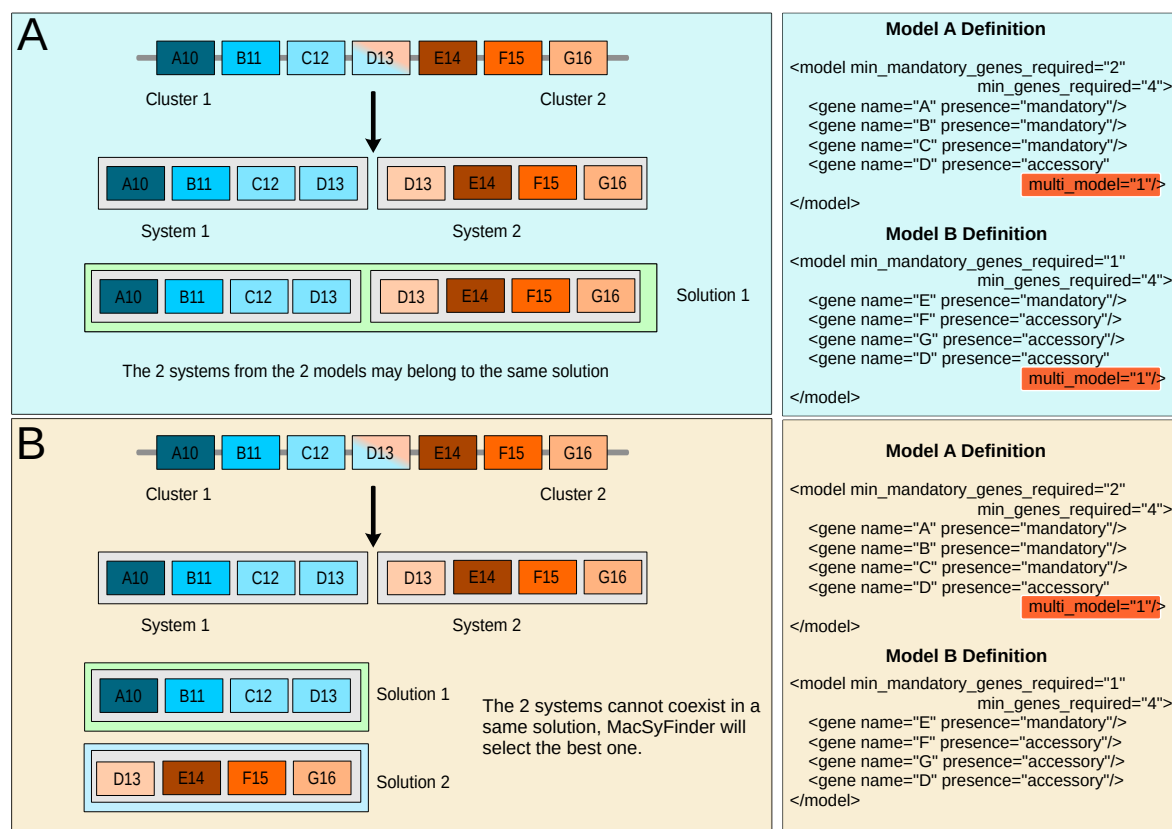 A
A10 B11 C12 D13 E14 F15 G16
Cluster 1 Cluster 2
A10 B11 C12 D13 D13 E14 F15 G16
System 1 System 2
A10 B11 C12 D13 D13 E14 F15 G16
Solution 1
The 2 systems from the 2 models may belong to the same solution
Model A Definition
<model min_mandatory_genes_required="2"
min_genes_required="4">
<gene name="A" presence="mandatory"/>
<gene name="B" presence="mandatory"/>
<gene name="C" presence="mandatory"/>
<gene name="D" presence="accessory"
multi_model="1"/>
</model>
Model B Definition
<model min_mandatory_genes_required="1"
min_genes_required="4">
<gene name="E" presence="mandatory"/>
<gene name="F" presence="accessory"/>
<gene name="G" presence="accessory"/>
<gene name="D" presence="accessory"
multi_model="1"/>
</model>
B
A10 B11 C12 D13 E14 F15 G16
Cluster 1 Cluster 2
A10 B11 C12 D13 D13 E14 F15 G16
System 1 System 2
A10 B11 C12 D13
Solution 1
D13 E14 F15 G16
Solution 2
The 2 systems cannot coexist in a
same solution, MacSyFinder will
select the best one.
Model A Definition
<model min_mandatory_genes_required="2"
min_genes_required="4">
<gene name="A" presence="mandatory"/>
<gene name="B" presence="mandatory"/>
<gene name="C" presence="mandatory"/>
<gene name="D" presence="accessory"
multi_model="1"/>
</model>
Model B Definition
<model min_mandatory_genes_required="1"
min_genes_required="4">
<gene name="E" presence="mandatory"/>
<gene name="F" presence="accessory"/>
<gene name="G" presence="accessory"/>
<gene name="D" presence="accessory"/>
</model>